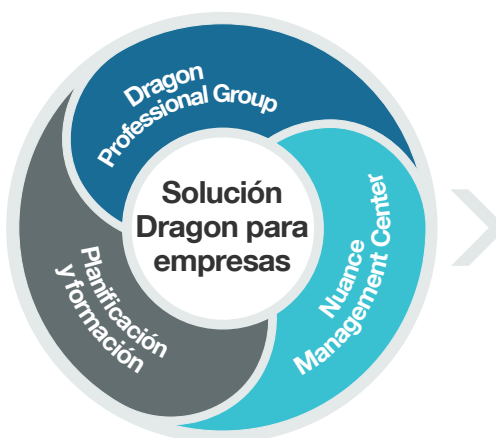 Dragon
Professional Group
Solución
Dragon para
empresas
Nuance
Management Center
Planificación
y formación